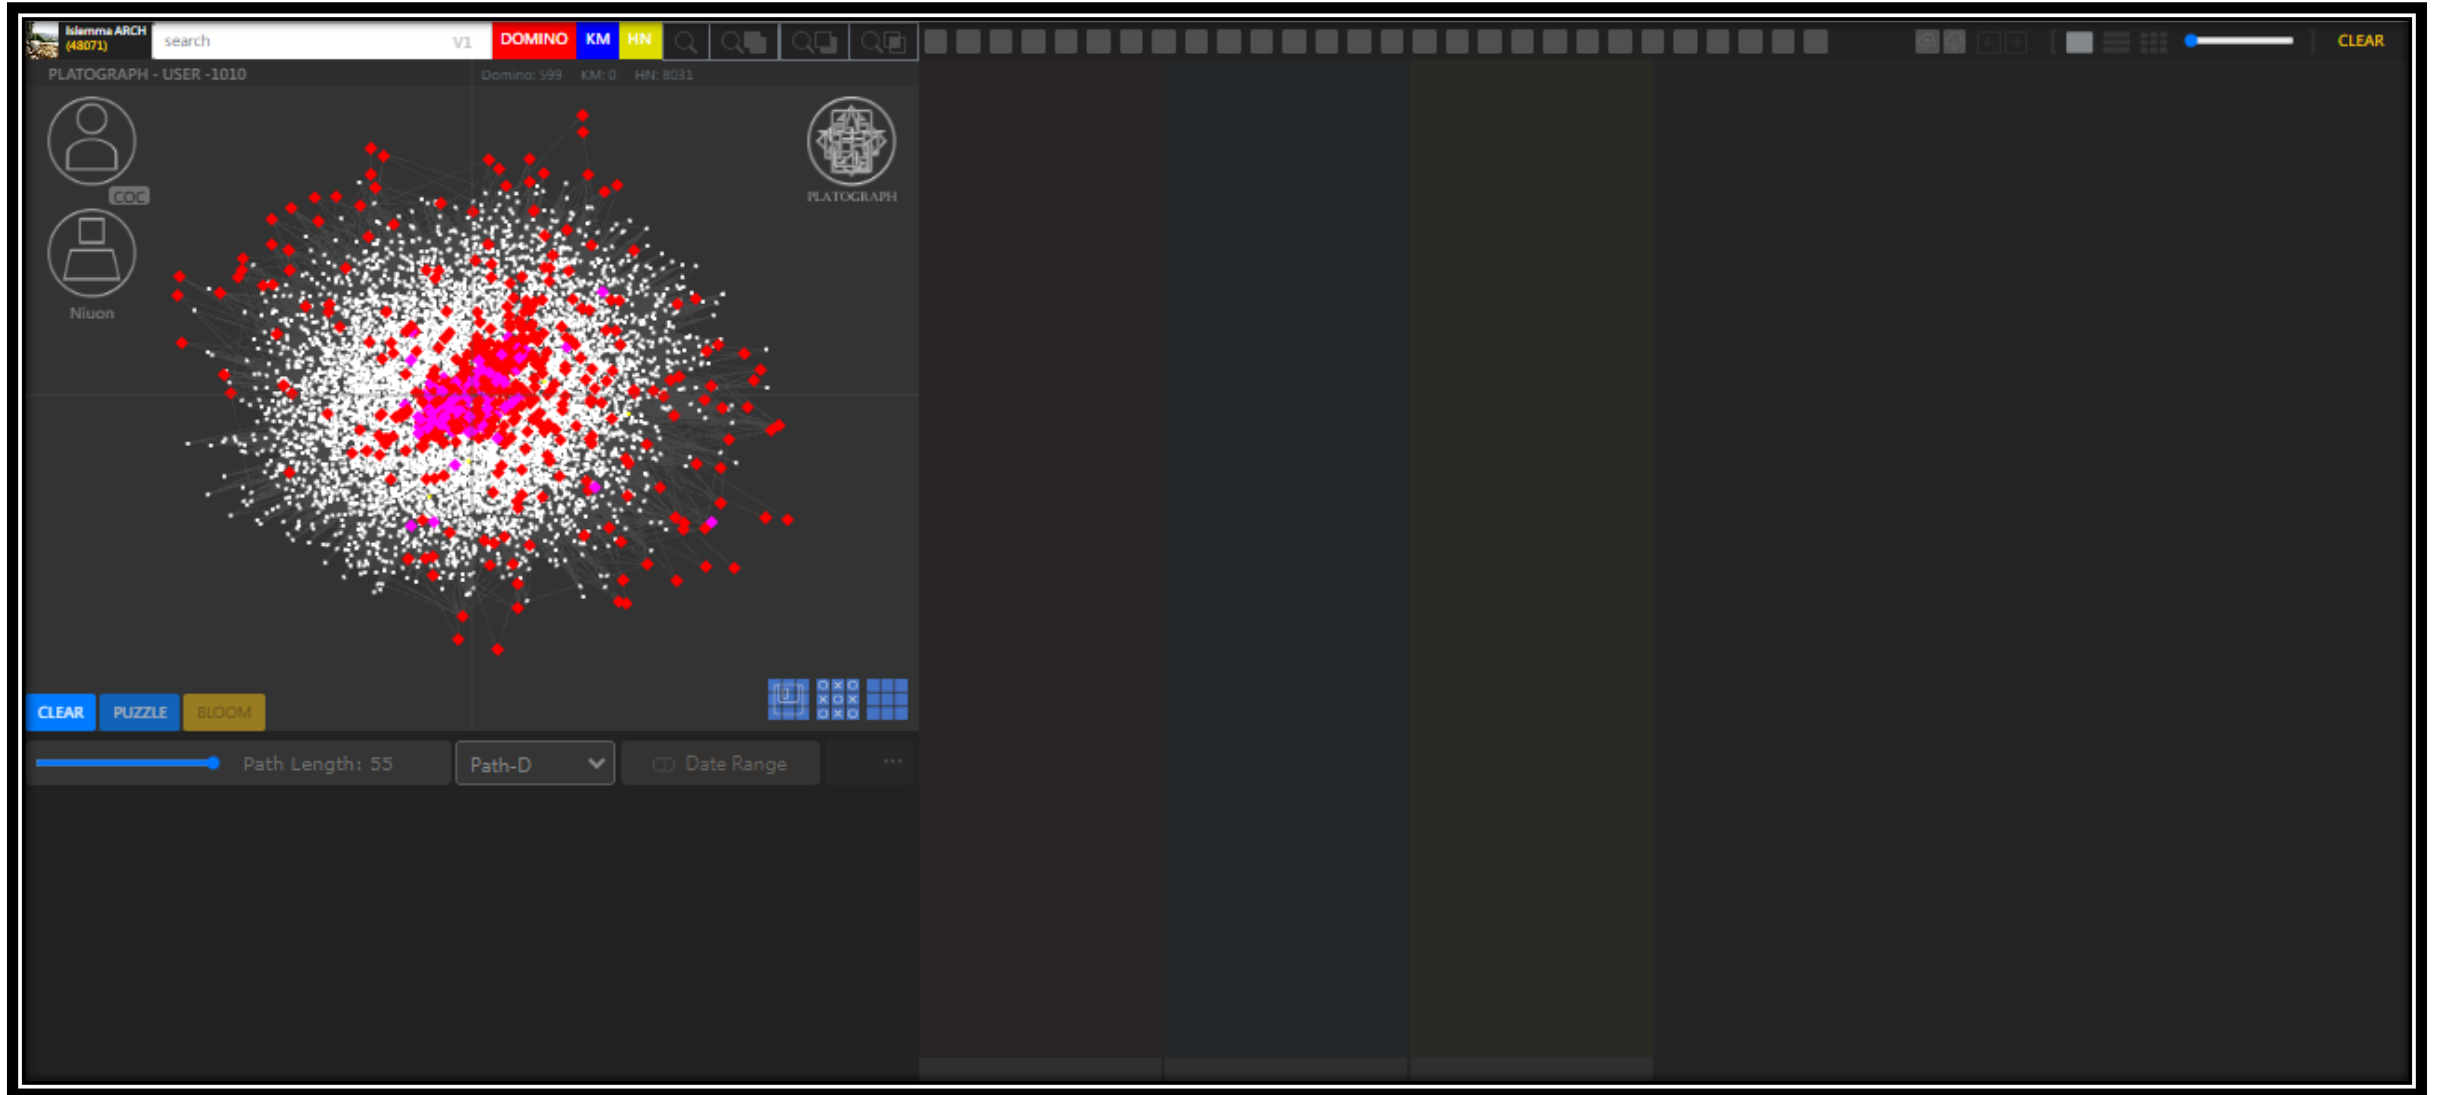 Islemma ARCH
(48071)
search V1 DOMINO KM HN
CLEAR
PLATOGRAPH - USER -1010
Domino: 599 KM: 0 HN: 8031
COC
PLATOGRAPH
Niuon
CLEAR PUZZLE BLOOM
Path Length: 55 Path-D Date Range ...